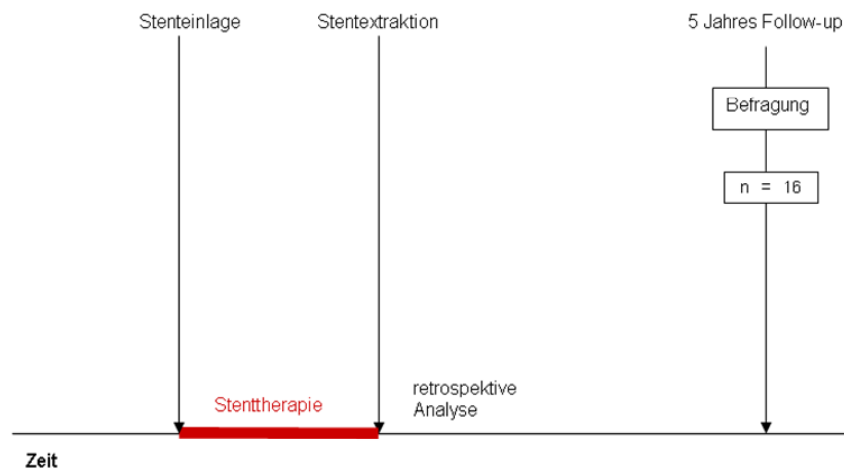 Stenteinlage
Stentextraktion
5 Jahres Follow-up
Befragung
n = 16
Stenttherapie
retrospektive
Analyse
Zeit